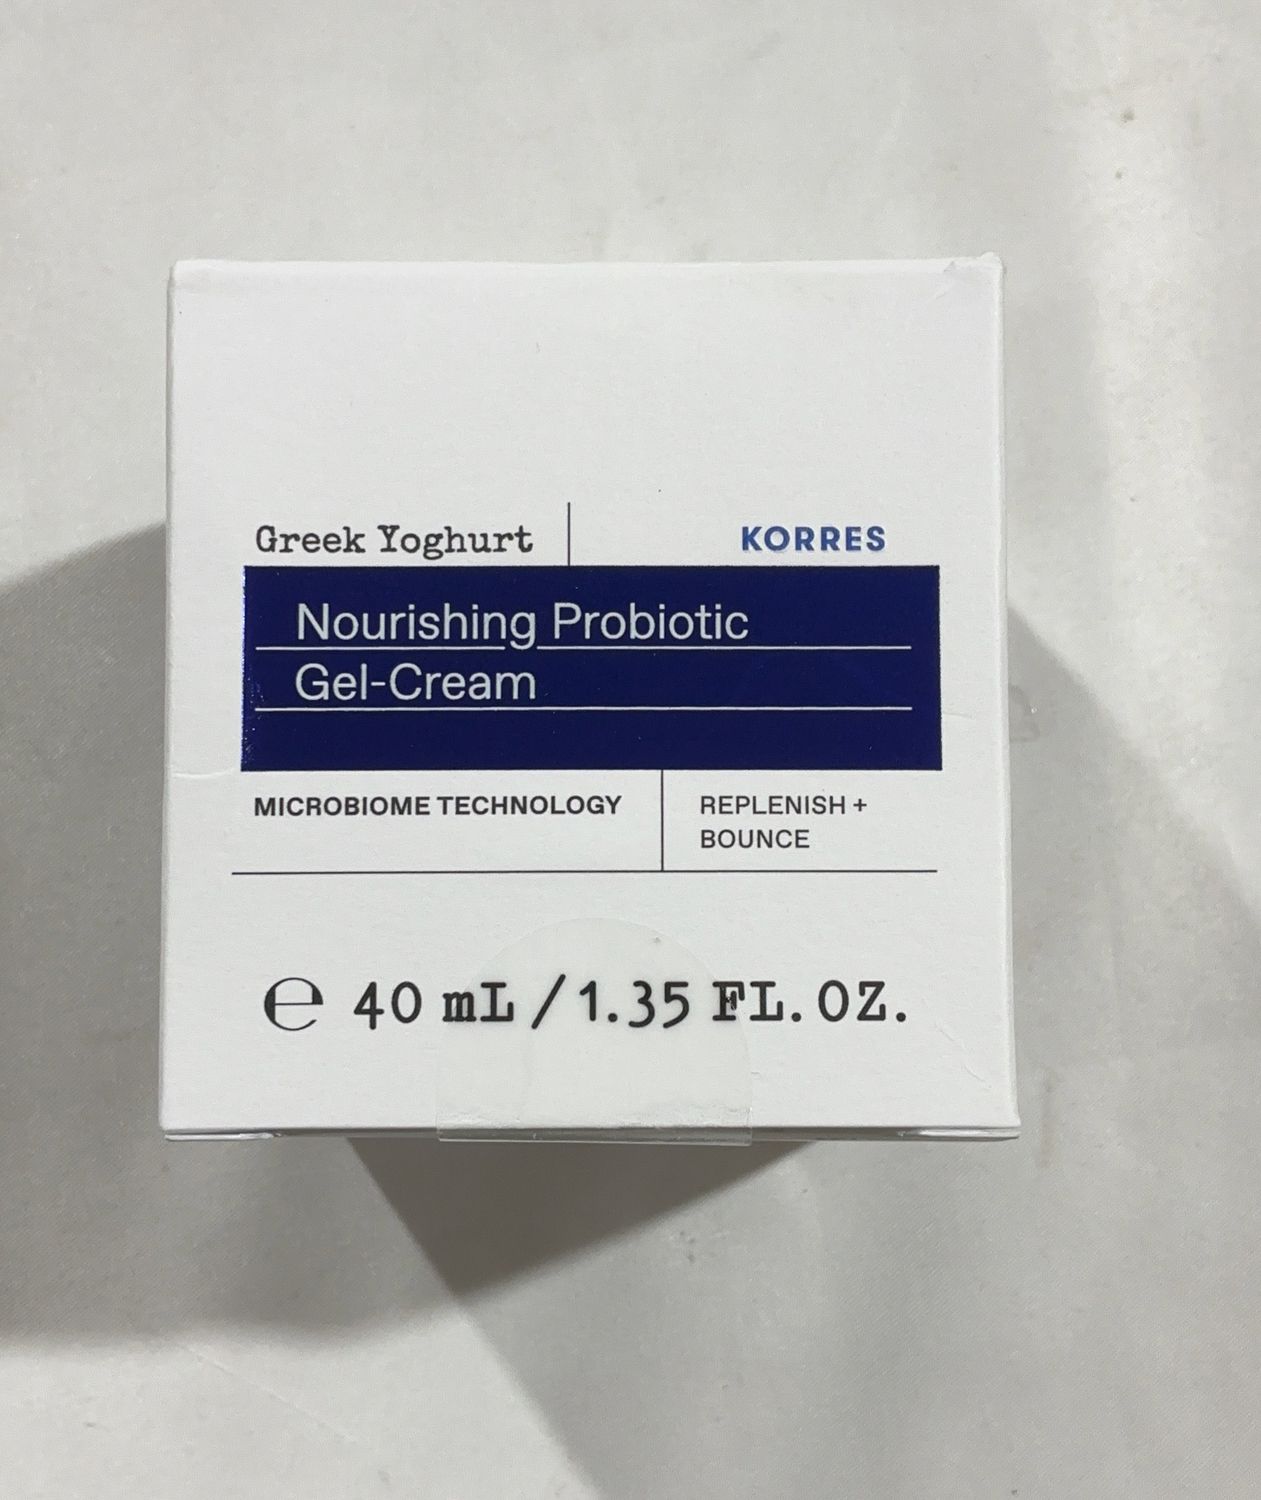 Greek Yoghurt
KORRES
Nourishing Probiotic
Gel-Cream
MICROBIOME TECHNOLOGY
REPLENISH +
BOUNCE
℮ 40 mL / 1.35 FL. OZ.